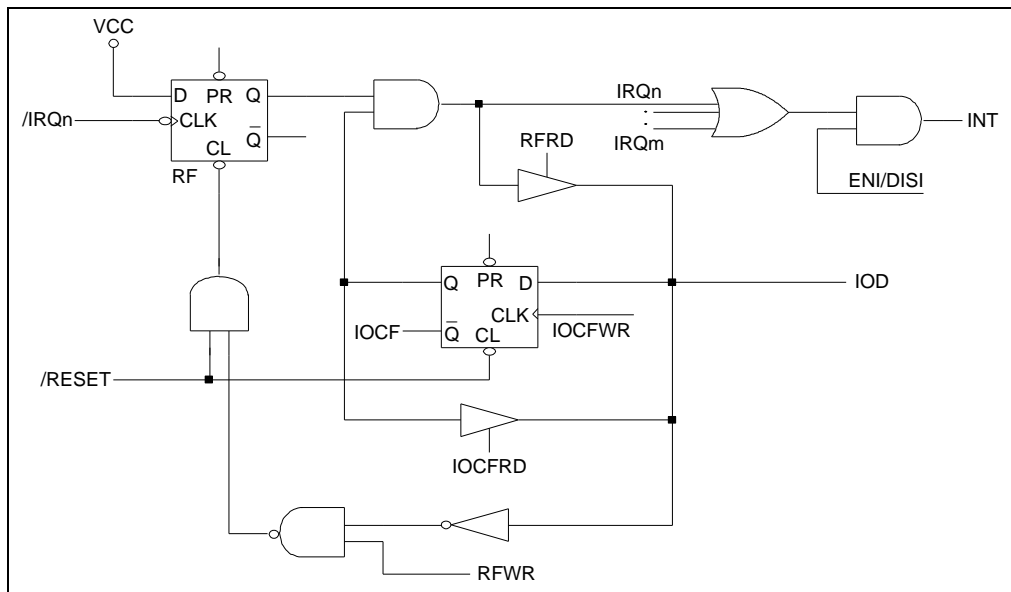 VCC
D
PR
Q
/IRQn
CLK
Q
CL
RF
IRQn
:
IRQm
INT
ENI/DISI
RFRD
Q
PR
D
IOD
CLK
IOCF
Q
CL
IOCFWR
/RESET
IOCFRD
RFWR